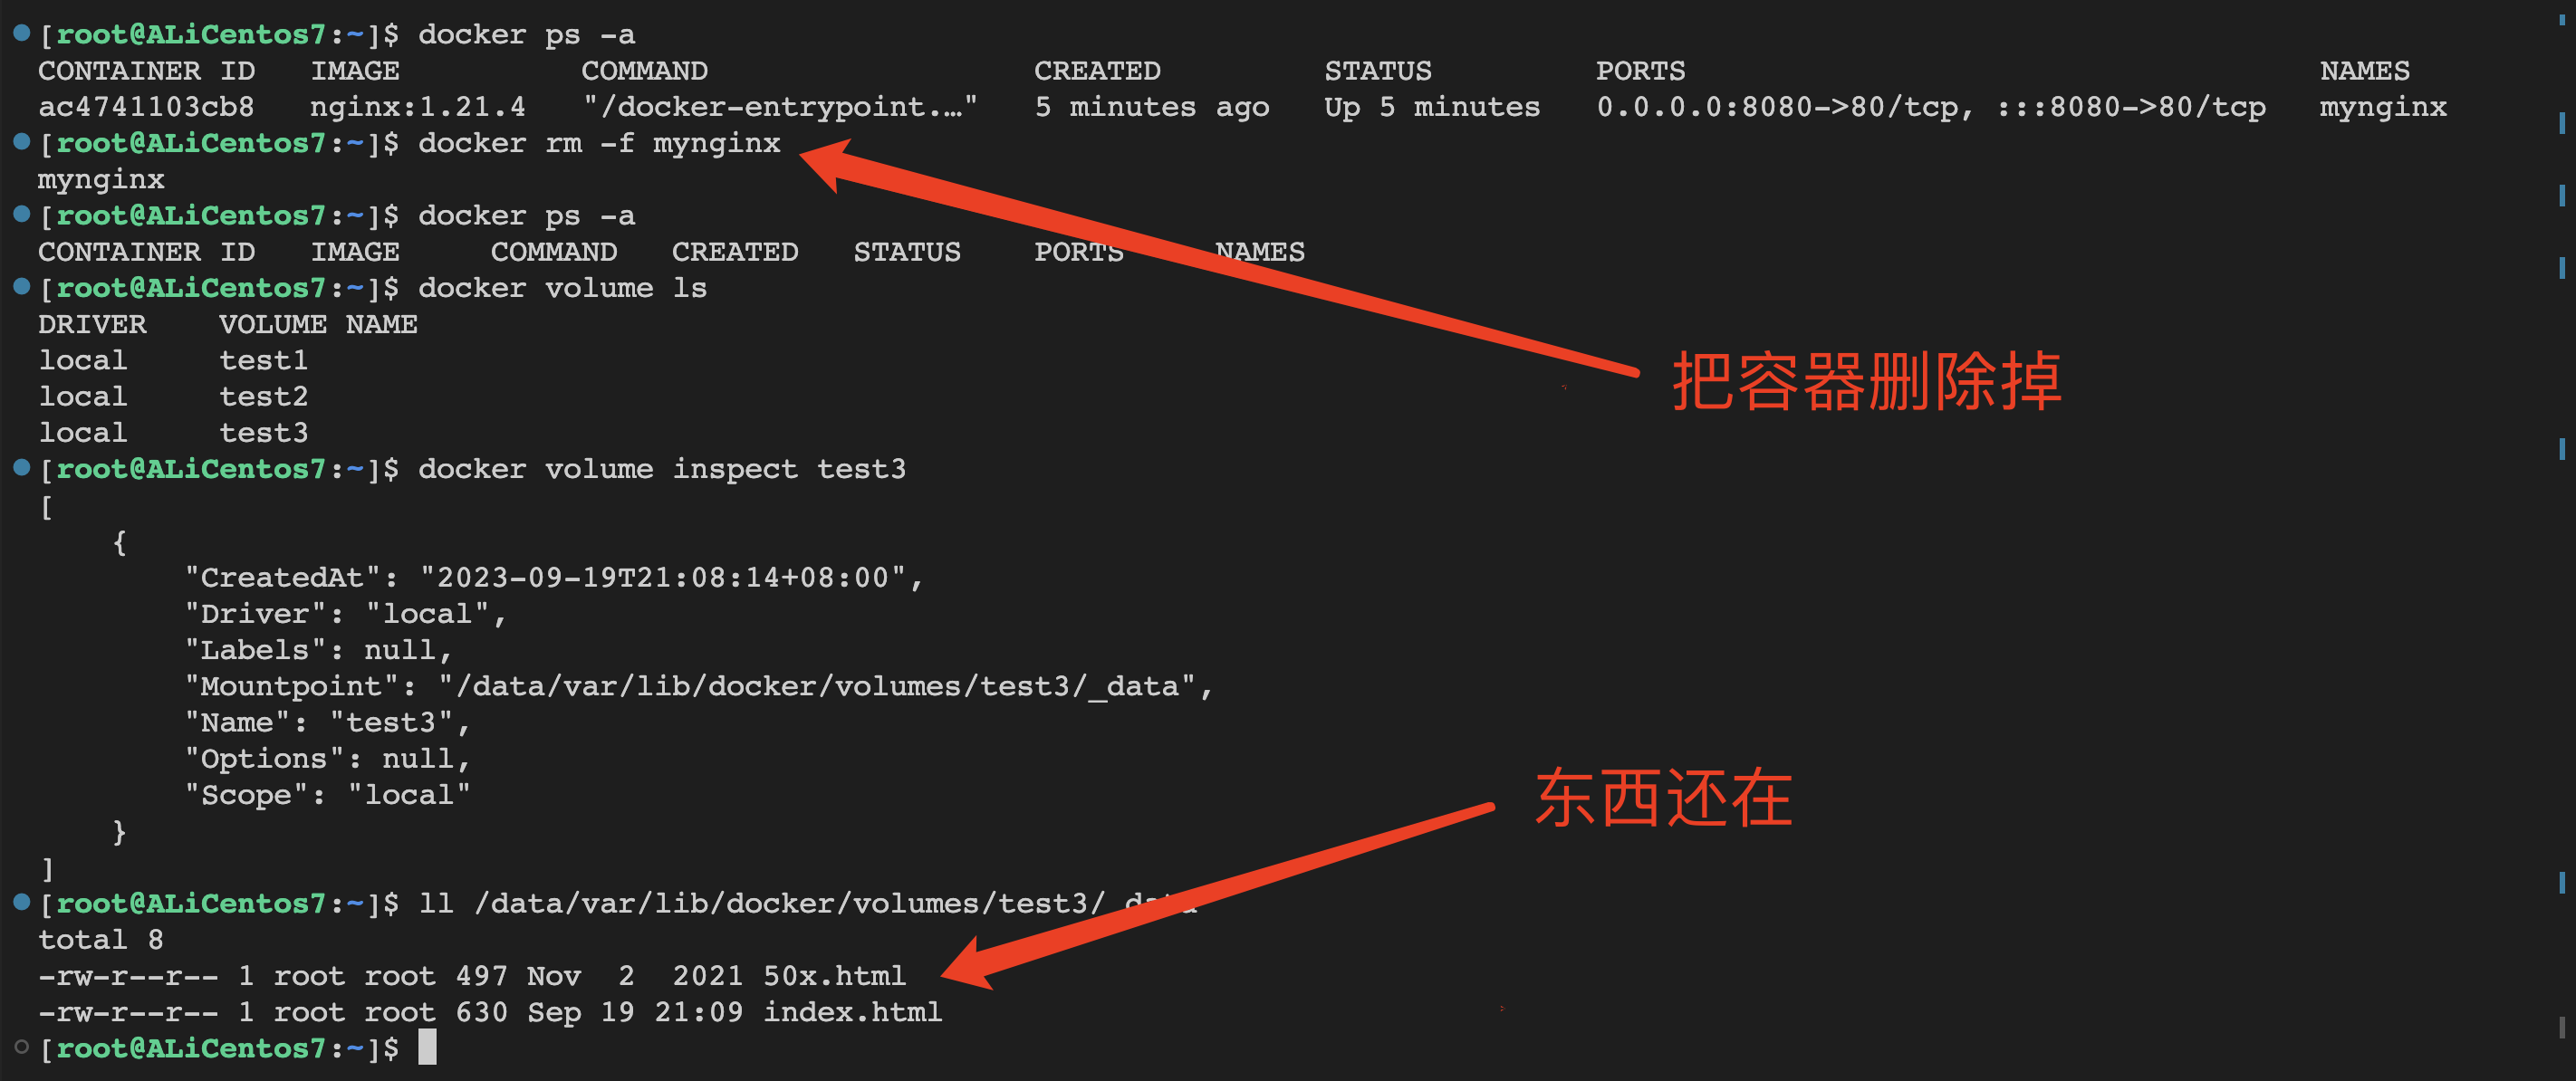 [root@ALiCentos7:~]$ docker ps -a
CONTAINER ID   IMAGE          COMMAND                  CREATED         STATUS         PORTS                                   NAMES
ac4741103cb8   nginx:1.21.4   "/docker-entrypoint.…"   5 minutes ago   Up 5 minutes   0.0.0.0:8080->80/tcp, :::8080->80/tcp   mynginx
[root@ALiCentos7:~]$ docker rm -f mynginx
mynginx
[root@ALiCentos7:~]$ docker ps -a
CONTAINER ID   IMAGE     COMMAND   CREATED   STATUS    PORTS     NAMES
[root@ALiCentos7:~]$ docker volume ls
DRIVER    VOLUME NAME
local     test1
把容器删除掉
local     test2
local     test3
[root@ALiCentos7:~]$ docker volume inspect test3
[
    {
        "CreatedAt": "2023-09-19T21:08:14+08:00",
        "Driver": "local",
        "Labels": null,
        "Mountpoint": "/data/var/lib/docker/volumes/test3/_data",
        "Name": "test3",
        "Options": null,
        "Scope": "local"
东西还在
    }
]
[root@ALiCentos7:~]$ ll /data/var/lib/docker/volumes/test3/_data
total 8
-rw-r--r-- 1 root root 497 Nov  2  2021 50x.html
-rw-r--r-- 1 root root 630 Sep 19 21:09 index.html
[root@ALiCentos7:~]$